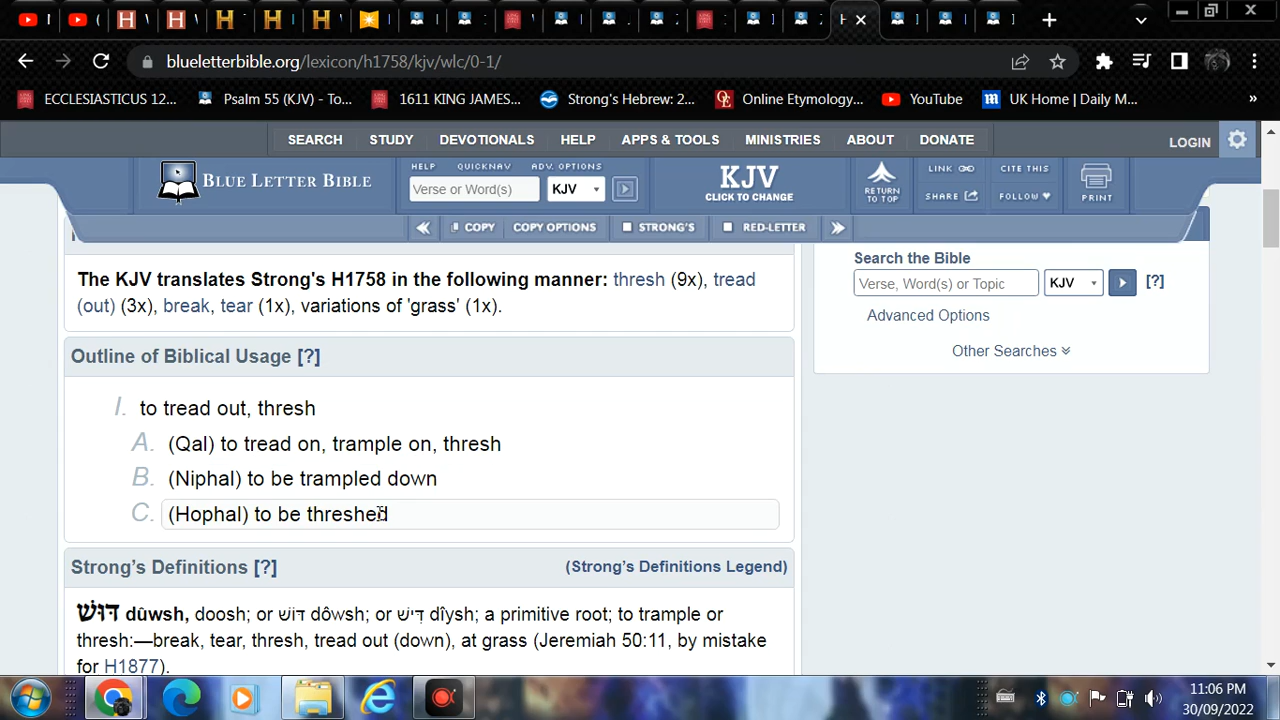 blueletterbible.org/lexicon/h1758/kjv/wlc/0-1/
ECCLESIASTICUS 12... Psalm 55 (KJV) - To... 1611 KING JAMES... Strong's Hebrew: 2... Online Etymology... YouTube UK Home | Daily M... »
SEARCH STUDY DEVOTIONALS HELP APPS & TOOLS MINISTRIES ABOUT DONATE LOGIN
BLUE LETTER BIBLE
HELP QUICKNAV ADV. OPTIONS
Verse or Word(s) KJV
KJV
CLICK TO CHANGE
RETURN
TO TOP
LINK CITE THIS
SHARE FOLLOW
PRINT
COPY COPY OPTIONS STRONG'S RED-LETTER
The KJV translates Strong's H1758 in the following manner: thresh (9x), tread
(out) (3x), break, tear (1x), variations of 'grass' (1x).
Outline of Biblical Usage [?]
I. to tread out, thresh
A. (Qal) to tread on, trample on, thresh
B. (Niphal) to be trampled down
C. (Hophal) to be threshed
Strong's Definitions [?] (Strong's Definitions Legend)
דּוּשׁ dûwsh, doosh; or דּוֹשׁ dôwsh; or דִּישׁ dîysh; a primitive root; to trample or
thresh:—break, tear, thresh, tread out (down), at grass (Jeremiah 50:11, by mistake
for H1877).
Search the Bible
Verse, Word(s) or Topic KJV [?]
Advanced Options
Other Searches
11:06 PM
30/09/2022